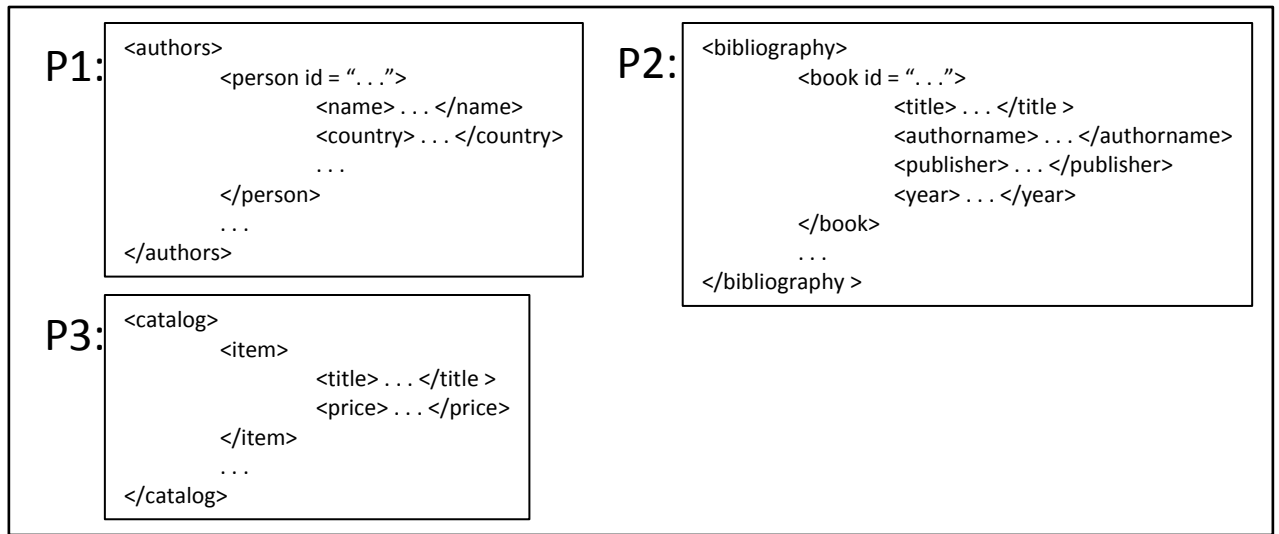 P1:
<authors>
<person id = “. . .”>
<name> . . . </name>
<country> . . . </country>
. . .
</person>
. . .
</authors>
P2:
<bibliography>
<book id = “. . .”>
<title> . . . </title >
<authorname> . . . </authorname>
<publisher> . . . </publisher>
<year> . . . </year>
</book>
. . .
</bibliography >
P3:
<catalog>
<item>
<title> . . . </title >
<price> . . . </price>
</item>
. . .
</catalog>